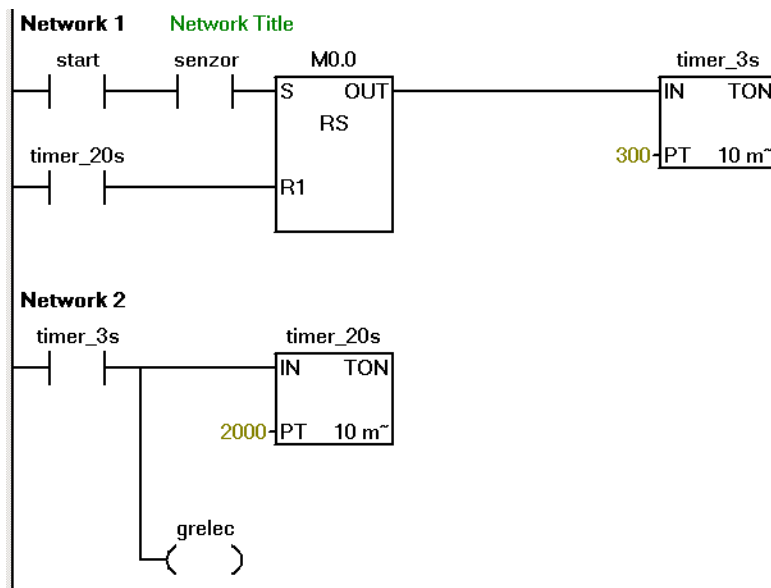 Network 1 Network Title
start senzor M0.0 timer_3s
S OUT IN TON
RS
timer_20s 300 PT 10 m~
R1
Network 2
timer_3s timer_20s
IN TON
2000 PT 10 m~
grelec